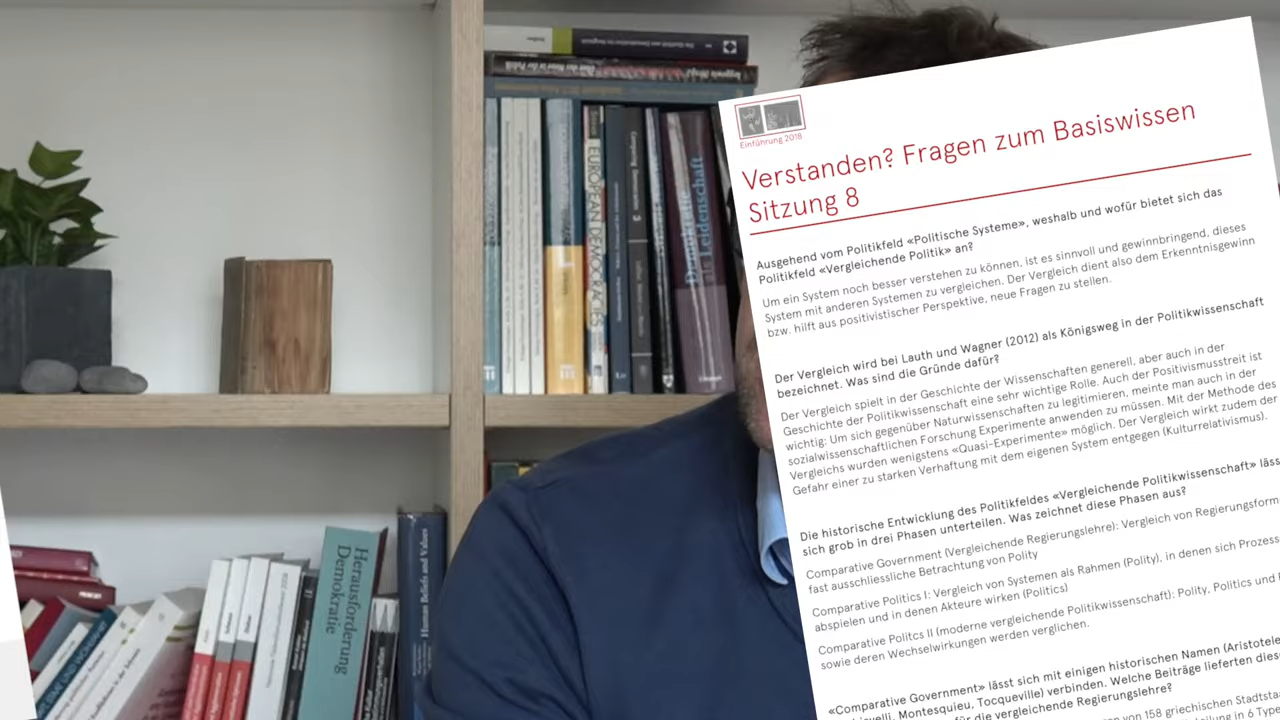 EUROPEAN DEMOCRACIES
Demokratie
als Leidenschaft
Herausforderung
Demokratie
Human Beliefs and Values
Einführung 2018
Verstanden? Fragen zum Basiswissen
Sitzung 8
Ausgehend vom Politikfeld «Politische Systeme», weshalb und wofür bietet sich das
Politikfeld «Vergleichende Politik» an?
Um ein System noch besser verstehen zu können, ist es sinnvoll und gewinnbringend, dieses
System mit anderen Systemen zu vergleichen. Der Vergleich dient also dem Erkenntnisgewinn
bzw. hilft aus positivistischer Perspektive, neue Fragen zu stellen.
Der Vergleich wird bei Lauth und Wagner (2012) als Königsweg in der Politikwissenschaft
bezeichnet. Was sind die Gründe dafür?
Der Vergleich spielt in der Geschichte der Wissenschaften generell, aber auch in der
Geschichte der Politikwissenschaft eine sehr wichtige Rolle. Auch der Positivismusstreit ist
wichtig: Um sich gegenüber Naturwissenschaften zu legitimieren, meinte man auch in der
sozialwissenschaftlichen Forschung Experimente anwenden zu müssen. Mit der Methode des
Vergleichs wurden wenigstens «Quasi-Experimente» möglich. Der Vergleich wirkt zudem der
Gefahr einer zu starken Verhaftung mit dem eigenen System entgegen (Kulturrelativismus).
Die historische Entwicklung des Politikfeldes «Vergleichende Politikwissenschaft» läss
sich grob in drei Phasen unterteilen. Was zeichnet diese Phasen aus?
Comparative Government (Vergleichende Regierungslehre): Vergleich von Regierungsform
fast ausschliessliche Betrachtung von Polity
Comparative Politics I: Vergleich von Systemen als Rahmen (Polity), in denen sich Prozess
abspielen und in denen Akteure wirken (Politics)
Comparative Politcs II (moderne vergleichende Politikwissenschaft): Polity, Politics und
sowie deren Wechselwirkungen werden verglichen.
«Comparative Government» lässt sich mit einigen historischen Namen (Aristotele
Montesquieu, Tocqueville) verbinden. Welche Beiträge lieferten diese
für die vergleichende Regierungslehre?
von 158 griechischen Stadtsta
in 6 Type